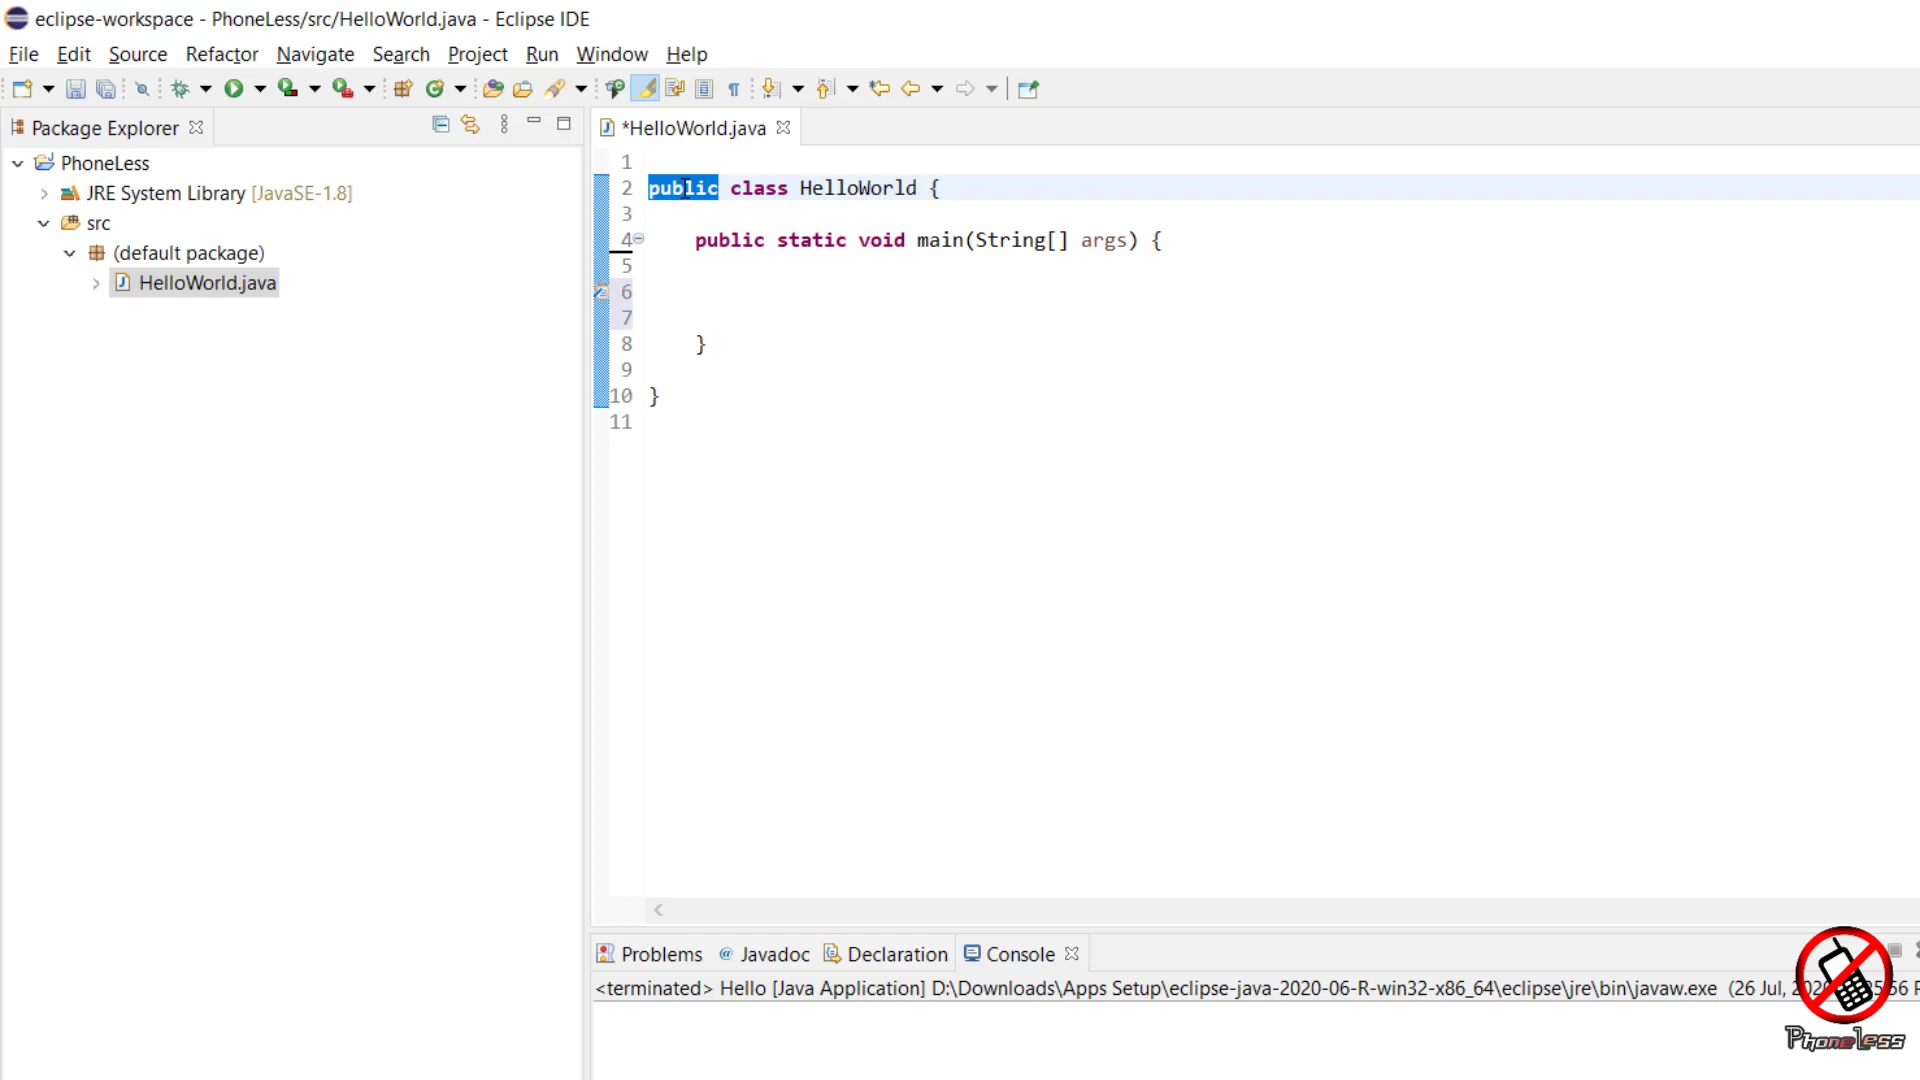 eclipse-workspace - PhoneLess/src/HelloWorld.java - Eclipse IDE
File Edit Source Refactor Navigate Search Project Run Window Help
Package Explorer
*HelloWorld.java
PhoneLess
JRE System Library [JavaSE-1.8]
src
(default package)
HelloWorld.java
1
2 public class HelloWorld {
3
4 public static void main(String[] args) {
5
6
7
8 }
9
10 }
11
Problems @ Javadoc Declaration Console
<terminated> Hello [Java Application] D:\Downloads\Apps Setup\eclipse-java-2020-06-R-win32-x86_64\eclipse\jre\bin\javaw.exe (26 Jul,
PhoneLess